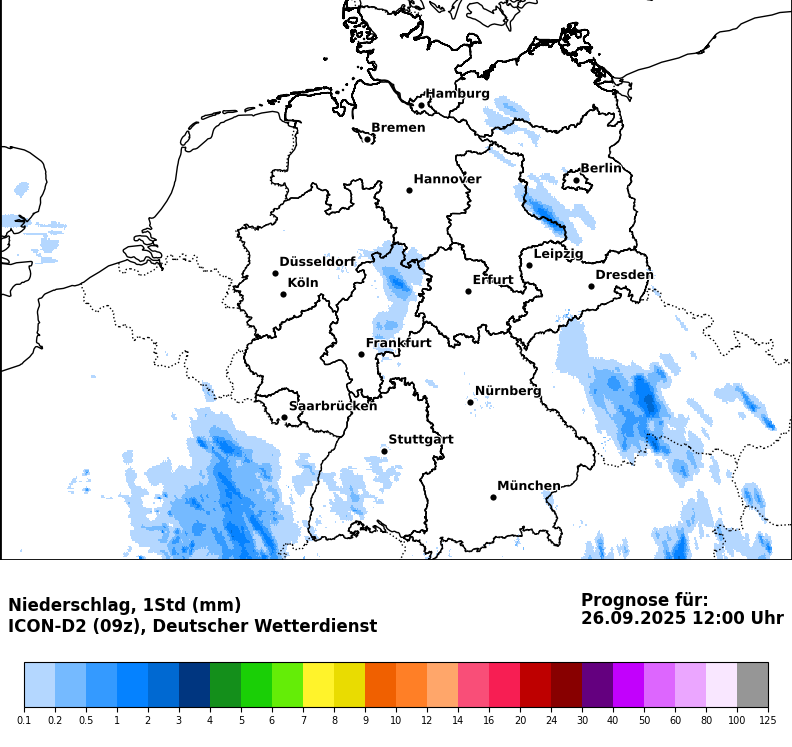 Hamburg
Bremen
Berlin
Hannover
Leipzig
Düsseldorf
Dresden
Köln
Erfurt
Frankfurt
Nürnberg
Saarbrücken
Stuttgart
München
Niederschlag, 1Std (mm)
ICON-D2 (09z), Deutscher Wetterdienst
Prognose für:
26.09.2025 12:00 Uhr
0.1 0.2 0.5 1 2 3 4 5 6 7 8 9 10 12 14 16 20 24 30 40 50 60 80 100 125